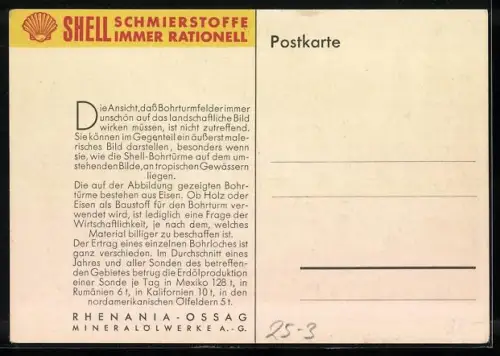 SHELL SCHMIERSTOFFE
IMMER RATIONELL
Postkarte
Die Ansicht, daß Bohrturmfelder immer
unschön auf das landschaftliche Bild
wirken müssen, ist nicht zutreffend.
Sie können im Gegenteil ein äußerst male-
risches Bild darstellen, besonders wenn
sie, wie die Shell-Bohrtürme auf dem um-
stehenden Bilde, an tropischen Gewässern
liegen.
Die auf der Abbildung gezeigten Bohr-
türme bestehen aus Eisen. Ob Holz oder
Eisen als Baustoff für den Bohrturm ver-
wendet wird, ist lediglich eine Frage der
Wirtschaftlichkeit, je nach dem, welches
Material billiger zu beschaffen ist.
Der Ertrag eines einzelnen Bohrloches ist
ganz verschieden. Im Durchschnitt eines
Jahres und aller Sonden des betreffen-
den Gebietes betrug die Erdölproduktion
einer Sonde je Tag in Mexiko 128 t, in
Rumänien 6 t, in Kalifornien 10 t, in den
nordamerikanischen Ölfeldern 5 t.
RHENANIA-OSSAG
MINERALÖLWERKE A.-G.
25-3